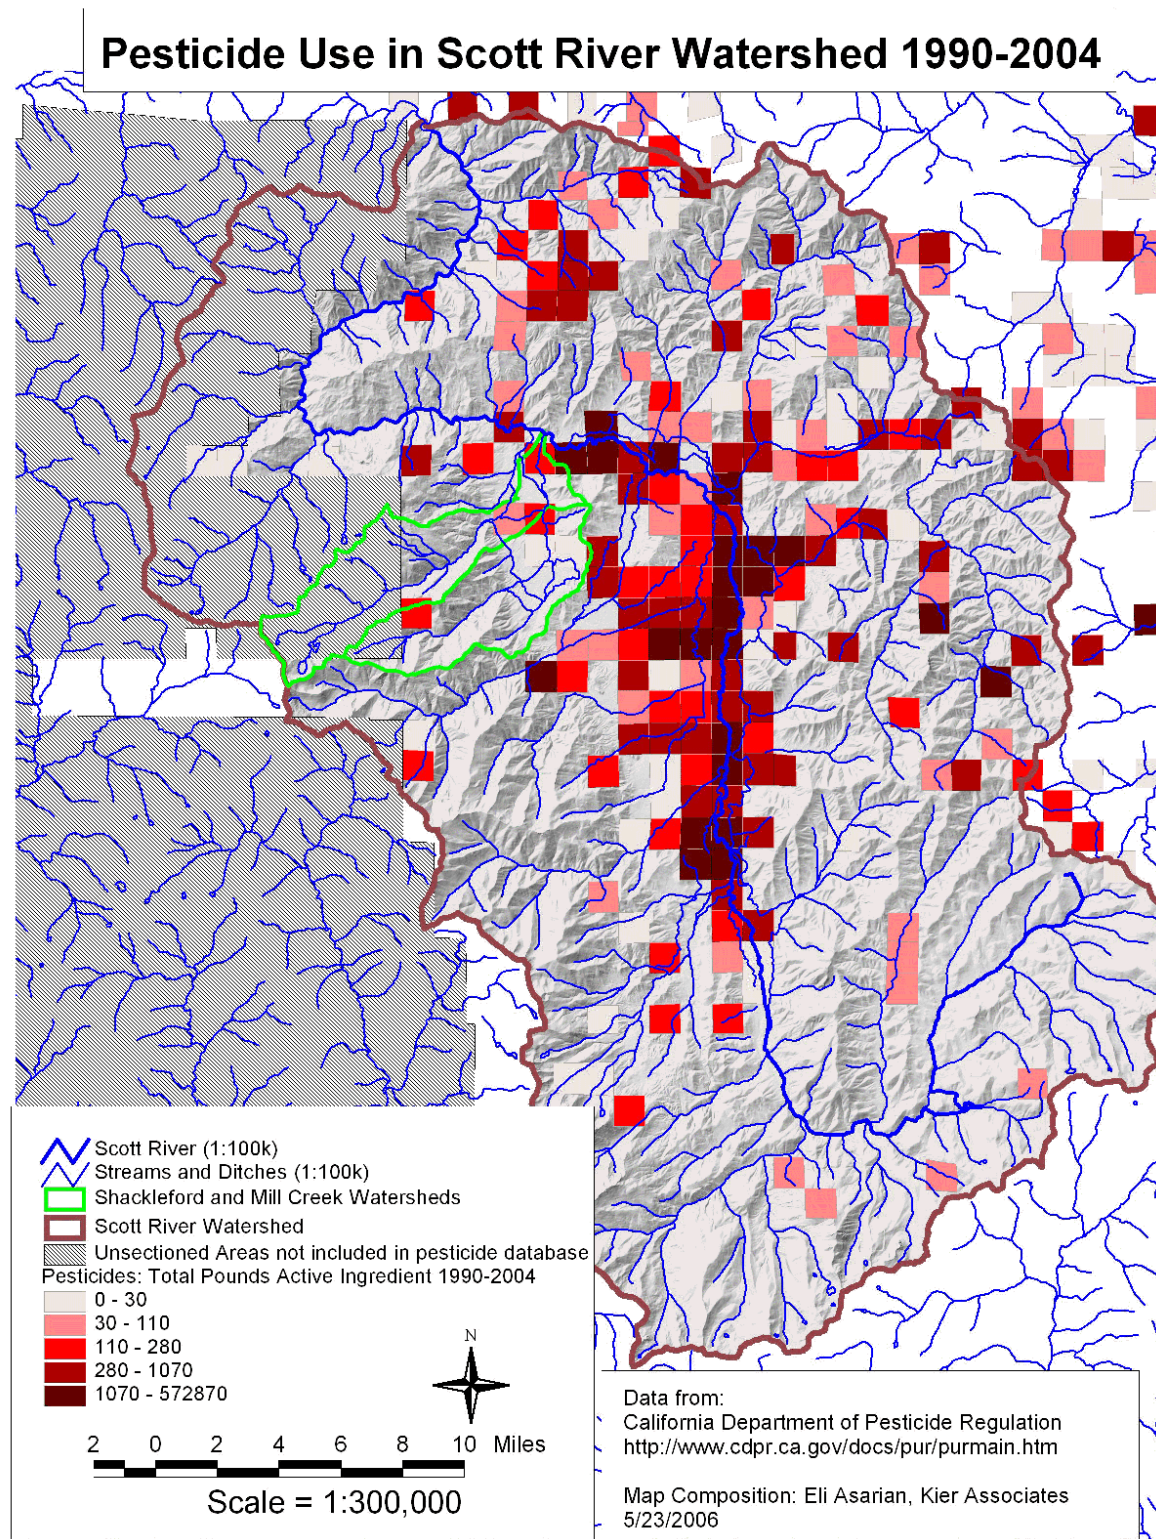 Pesticide Use in Scott River Watershed 1990-2004
Scott River (1:100k)
Streams and Ditches (1:100k)
Shackleford and Mill Creek Watersheds
Scott River Watershed
Unsectioned Areas not included in pesticide database
Pesticides: Total Pounds Active Ingredient 1990-2004
0 - 30
30 - 110
110 - 280
280 - 1070
1070 - 572870
N
2 0 2 4 6 8 10 Miles
Scale = 1:300,000
Data from:
California Department of Pesticide Regulation
http://www.cdpr.ca.gov/docs/pur/purmain.htm
Map Composition: Eli Asarian, Kier Associates
5/23/2006